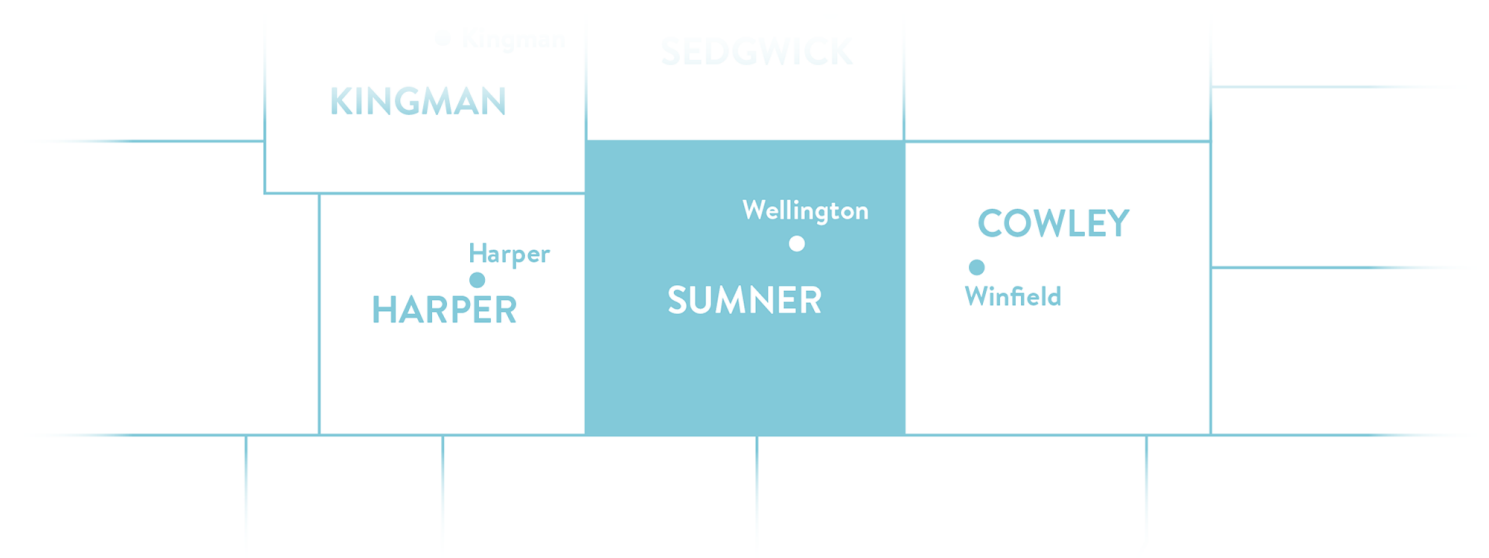 Kingman
SEDGWICK
KINGMAN
Wellington
COWLEY
Harper
Winfield
SUMNER
HARPER